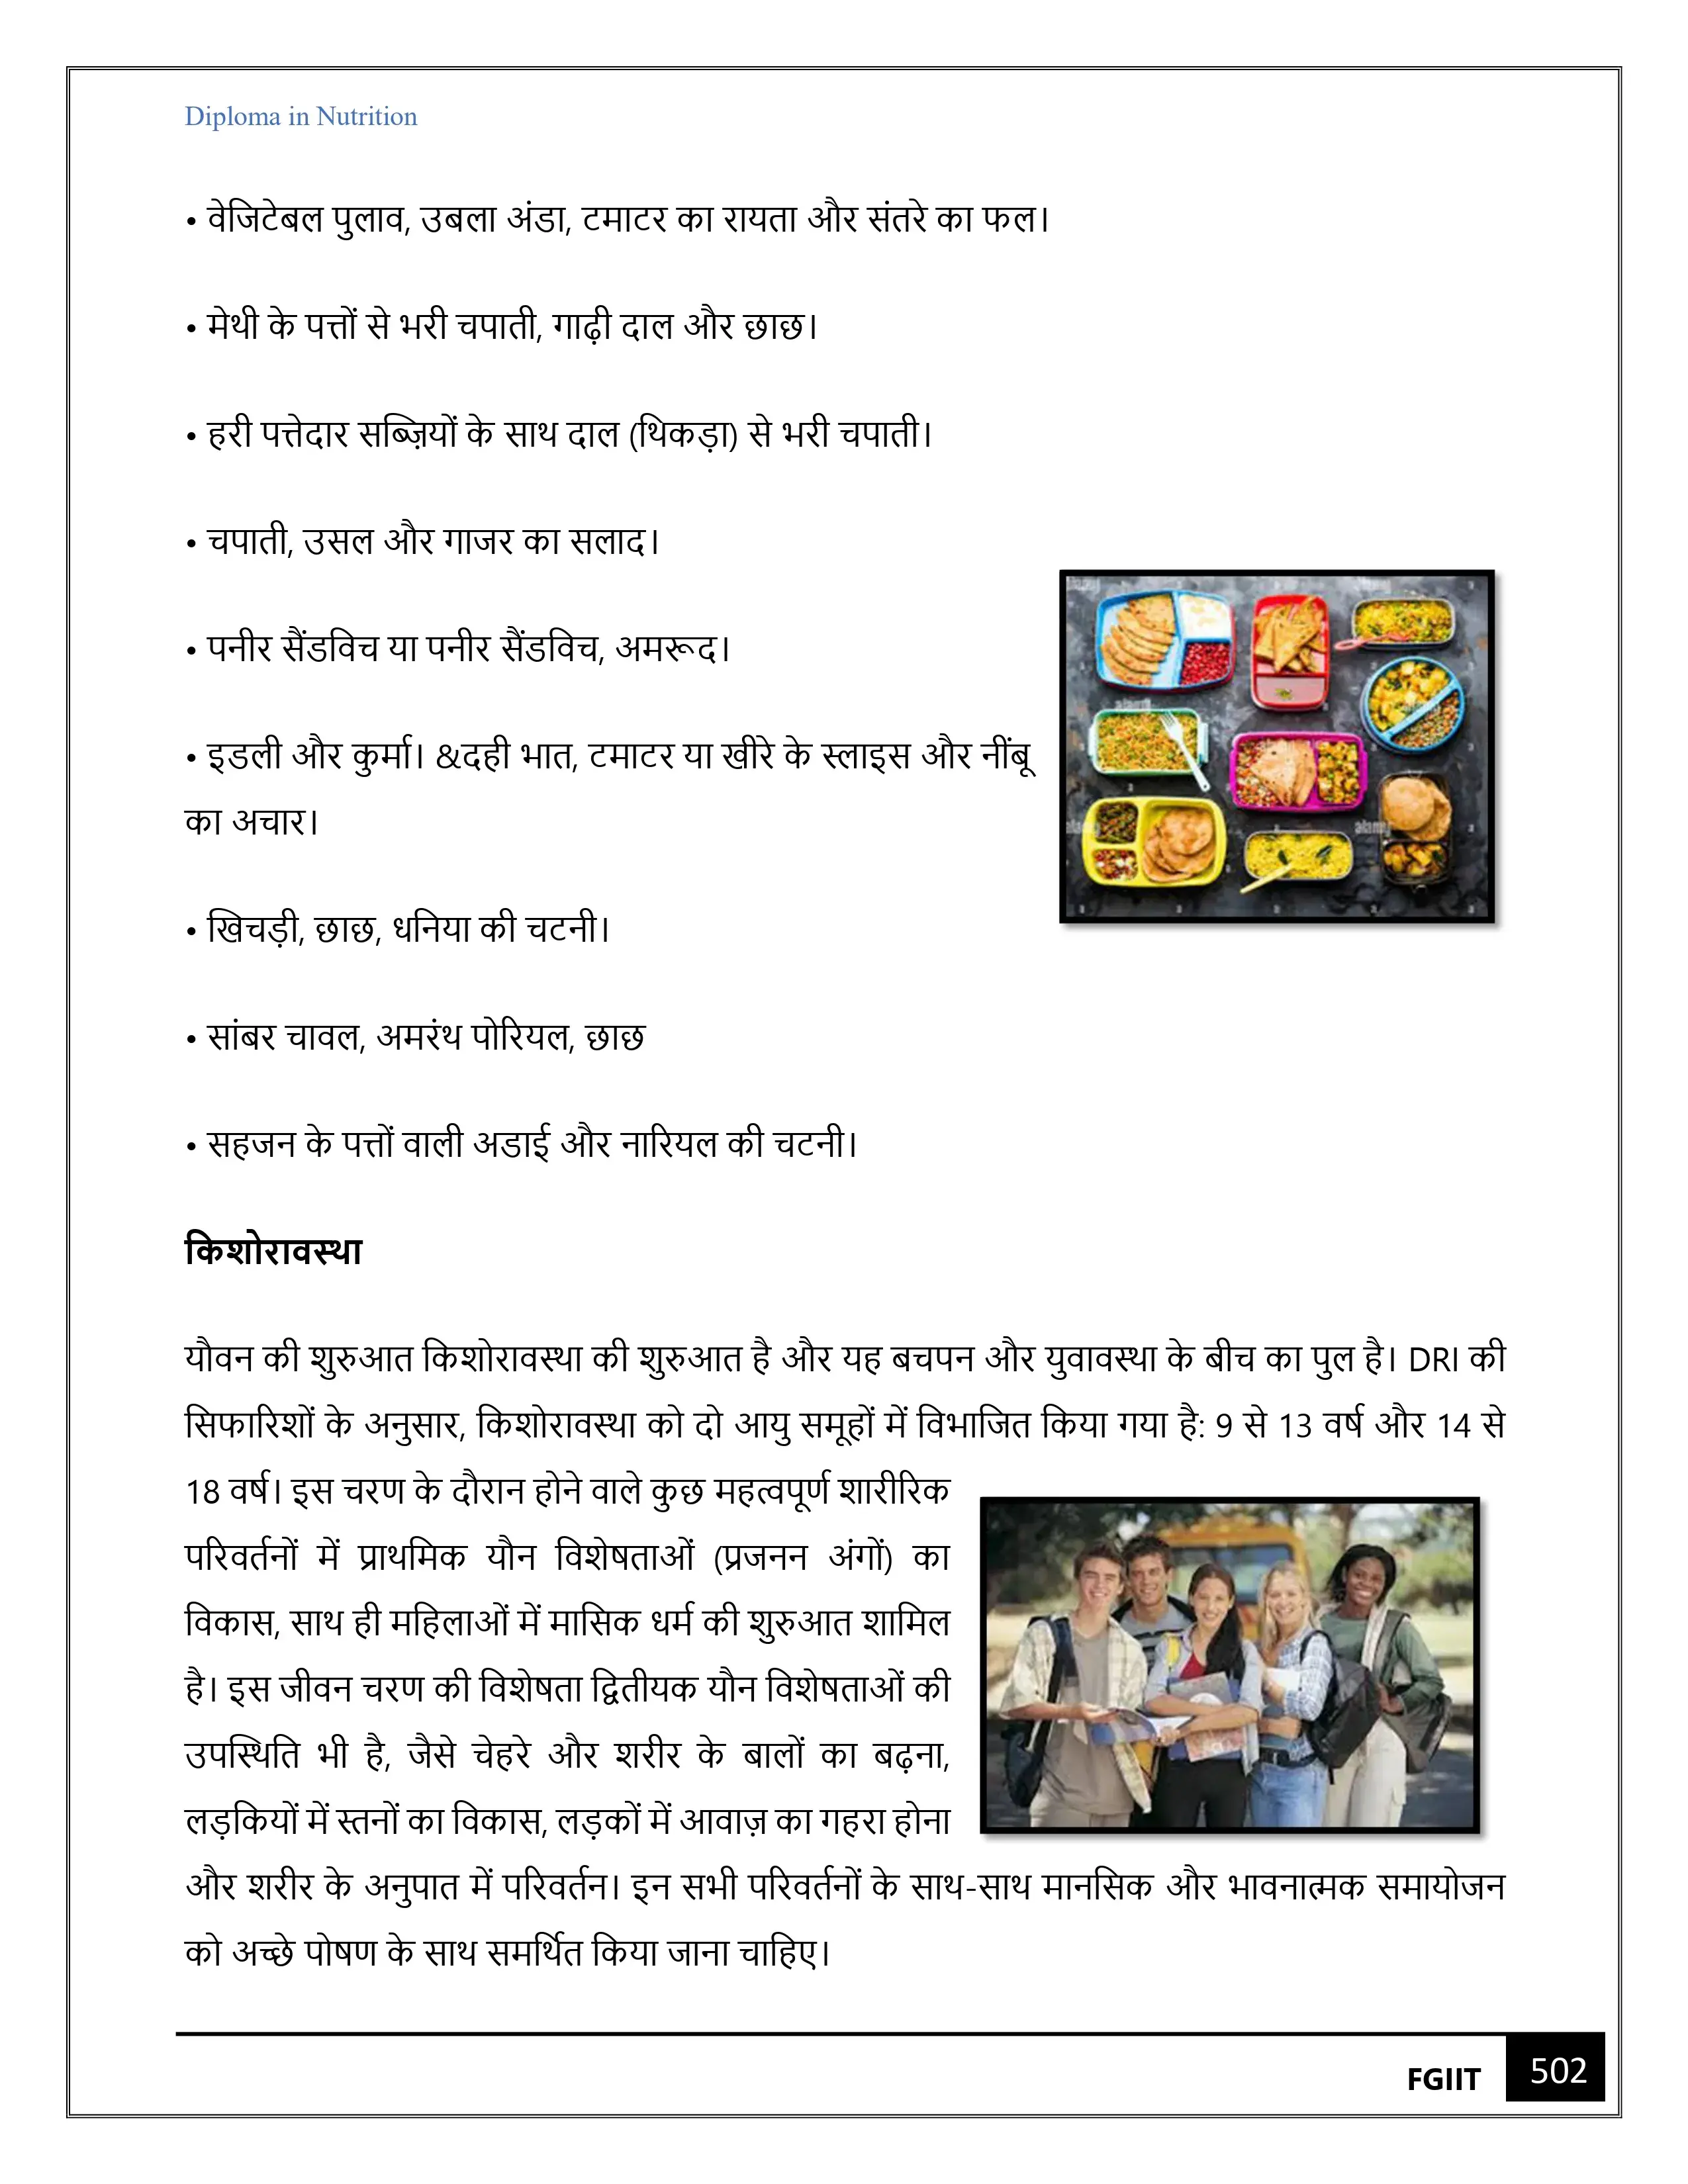 Diploma in Nutrition
• वेजिटेबल पुलाव, उबला अंडा, टमाटर का रायता और संतरे का फल।
• मेथी के पत्तों से भरी चपाती, गाढ़ी दाल और छाछ।
• हरी पत्तेदार सब्ज़ियों के साथ दाल (थिकड़ा) से भरी चपाती।
• चपाती, उसल और गाजर का सलाद।
• पनीर सैंडविच या पनीर सैंडविच, अमरूद।
• इडली और कुर्मा। &दही भात, टमाटर या खीरे के स्लाइस और नींबू
का अचार।
• खिचड़ी, छाछ, धनिया की चटनी।
• सांबर चावल, अमरंथ पोरियल, छाछ
• सहजन के पत्तों वाली अडाई और नारियल की चटनी।
किशोरावस्था
यौवन की शुरुआत किशोरावस्था की शुरुआत है और यह बचपन और युवावस्था के बीच का पुल है। DRI की
सिफारिशों के अनुसार, किशोरावस्था को दो आयु समूहों में विभाजित किया गया है: 9 से 13 वर्ष और 14 से
18 वर्ष। इस चरण के दौरान होने वाले कुछ महत्वपूर्ण शारीरिक
परिवर्तनों में प्राथमिक यौन विशेषताओं (प्रजनन अंगों) का
विकास, साथ ही महिलाओं में मासिक धर्म की शुरुआत शामिल
है। इस जीवन चरण की विशेषता द्वितीयक यौन विशेषताओं की
उपस्थिति भी है, जैसे चेहरे और शरीर के बालों का बढ़ना,
लड़कियों में स्तनों का विकास, लड़कों में आवाज़ का गहरा होना
और शरीर के अनुपात में परिवर्तन। इन सभी परिवर्तनों के साथ-साथ मानसिक और भावनात्मक समायोजन
को अच्छे पोषण के साथ समर्थित किया जाना चाहिए।
FGIIT 502